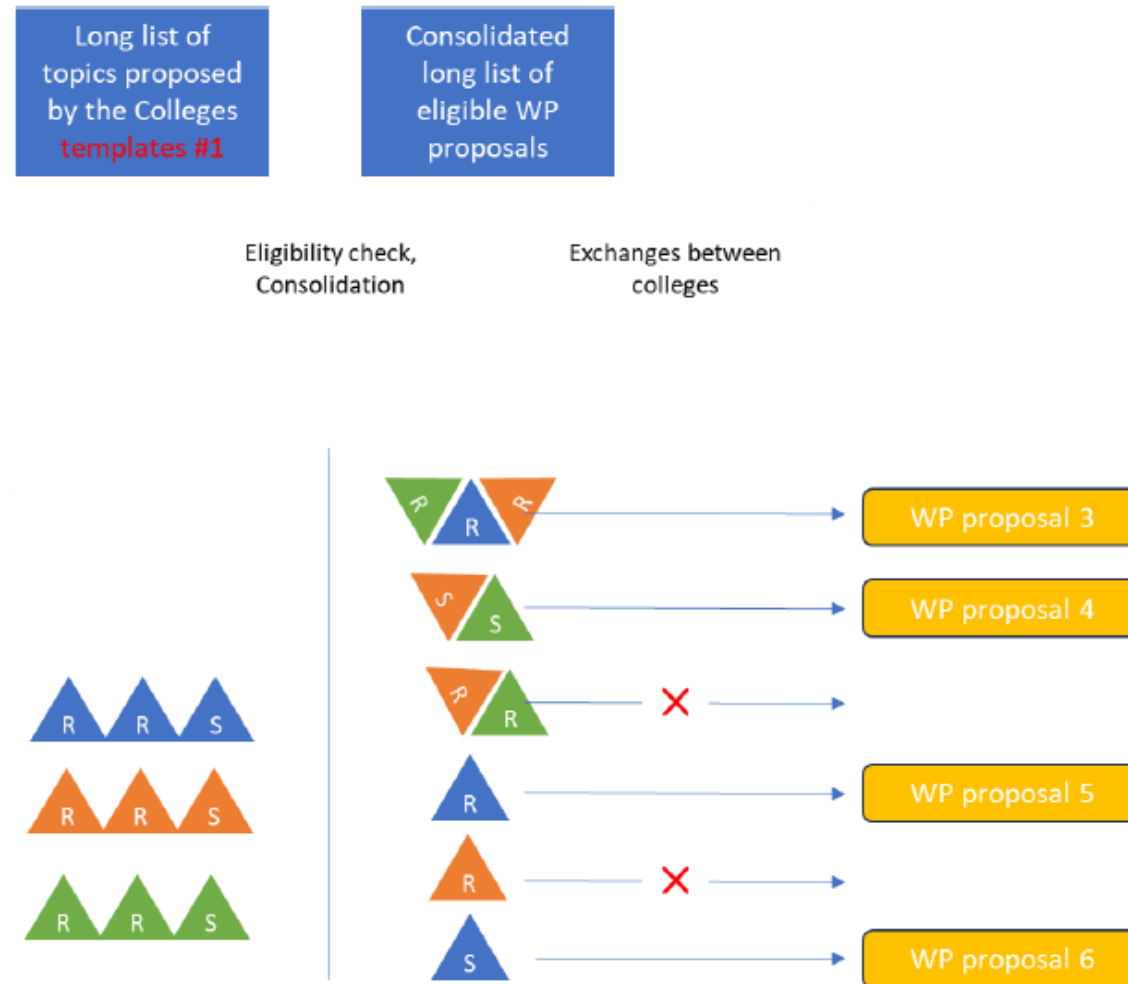 Long list of
topics proposed
by the Colleges
templates #1
Consolidated
long list of
eligible WP
proposals
Eligibility check,
Consolidation
Exchanges between
colleges
R R R
WP proposal 3
S S
WP proposal 4
R R
R R S
R
WP proposal 5
R R S
R
R R S
S
WP proposal 6